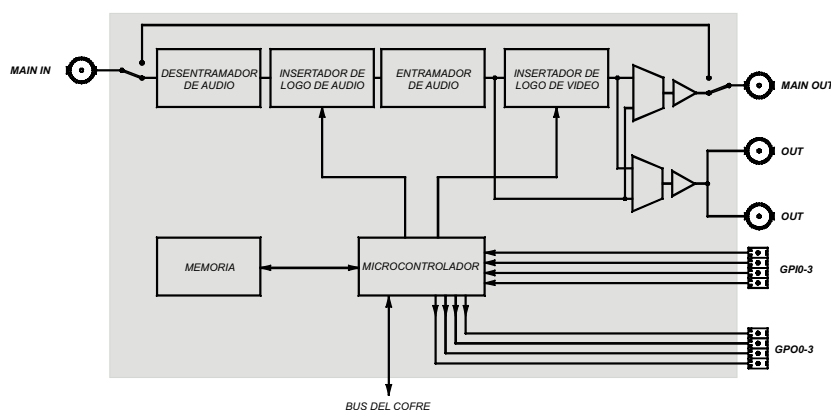 MAIN IN
DESENTRAMADOR
DE AUDIO
INSERTADOR DE
LOGO DE AUDIO
ENTRAMADOR
DE AUDIO
INSERTADOR DE
LOGO DE VIDEO
MAIN OUT
OUT
OUT
MEMORIA
MICROCONTROLADOR
GPI0-3
GPO0-3
BUS DEL COFRE